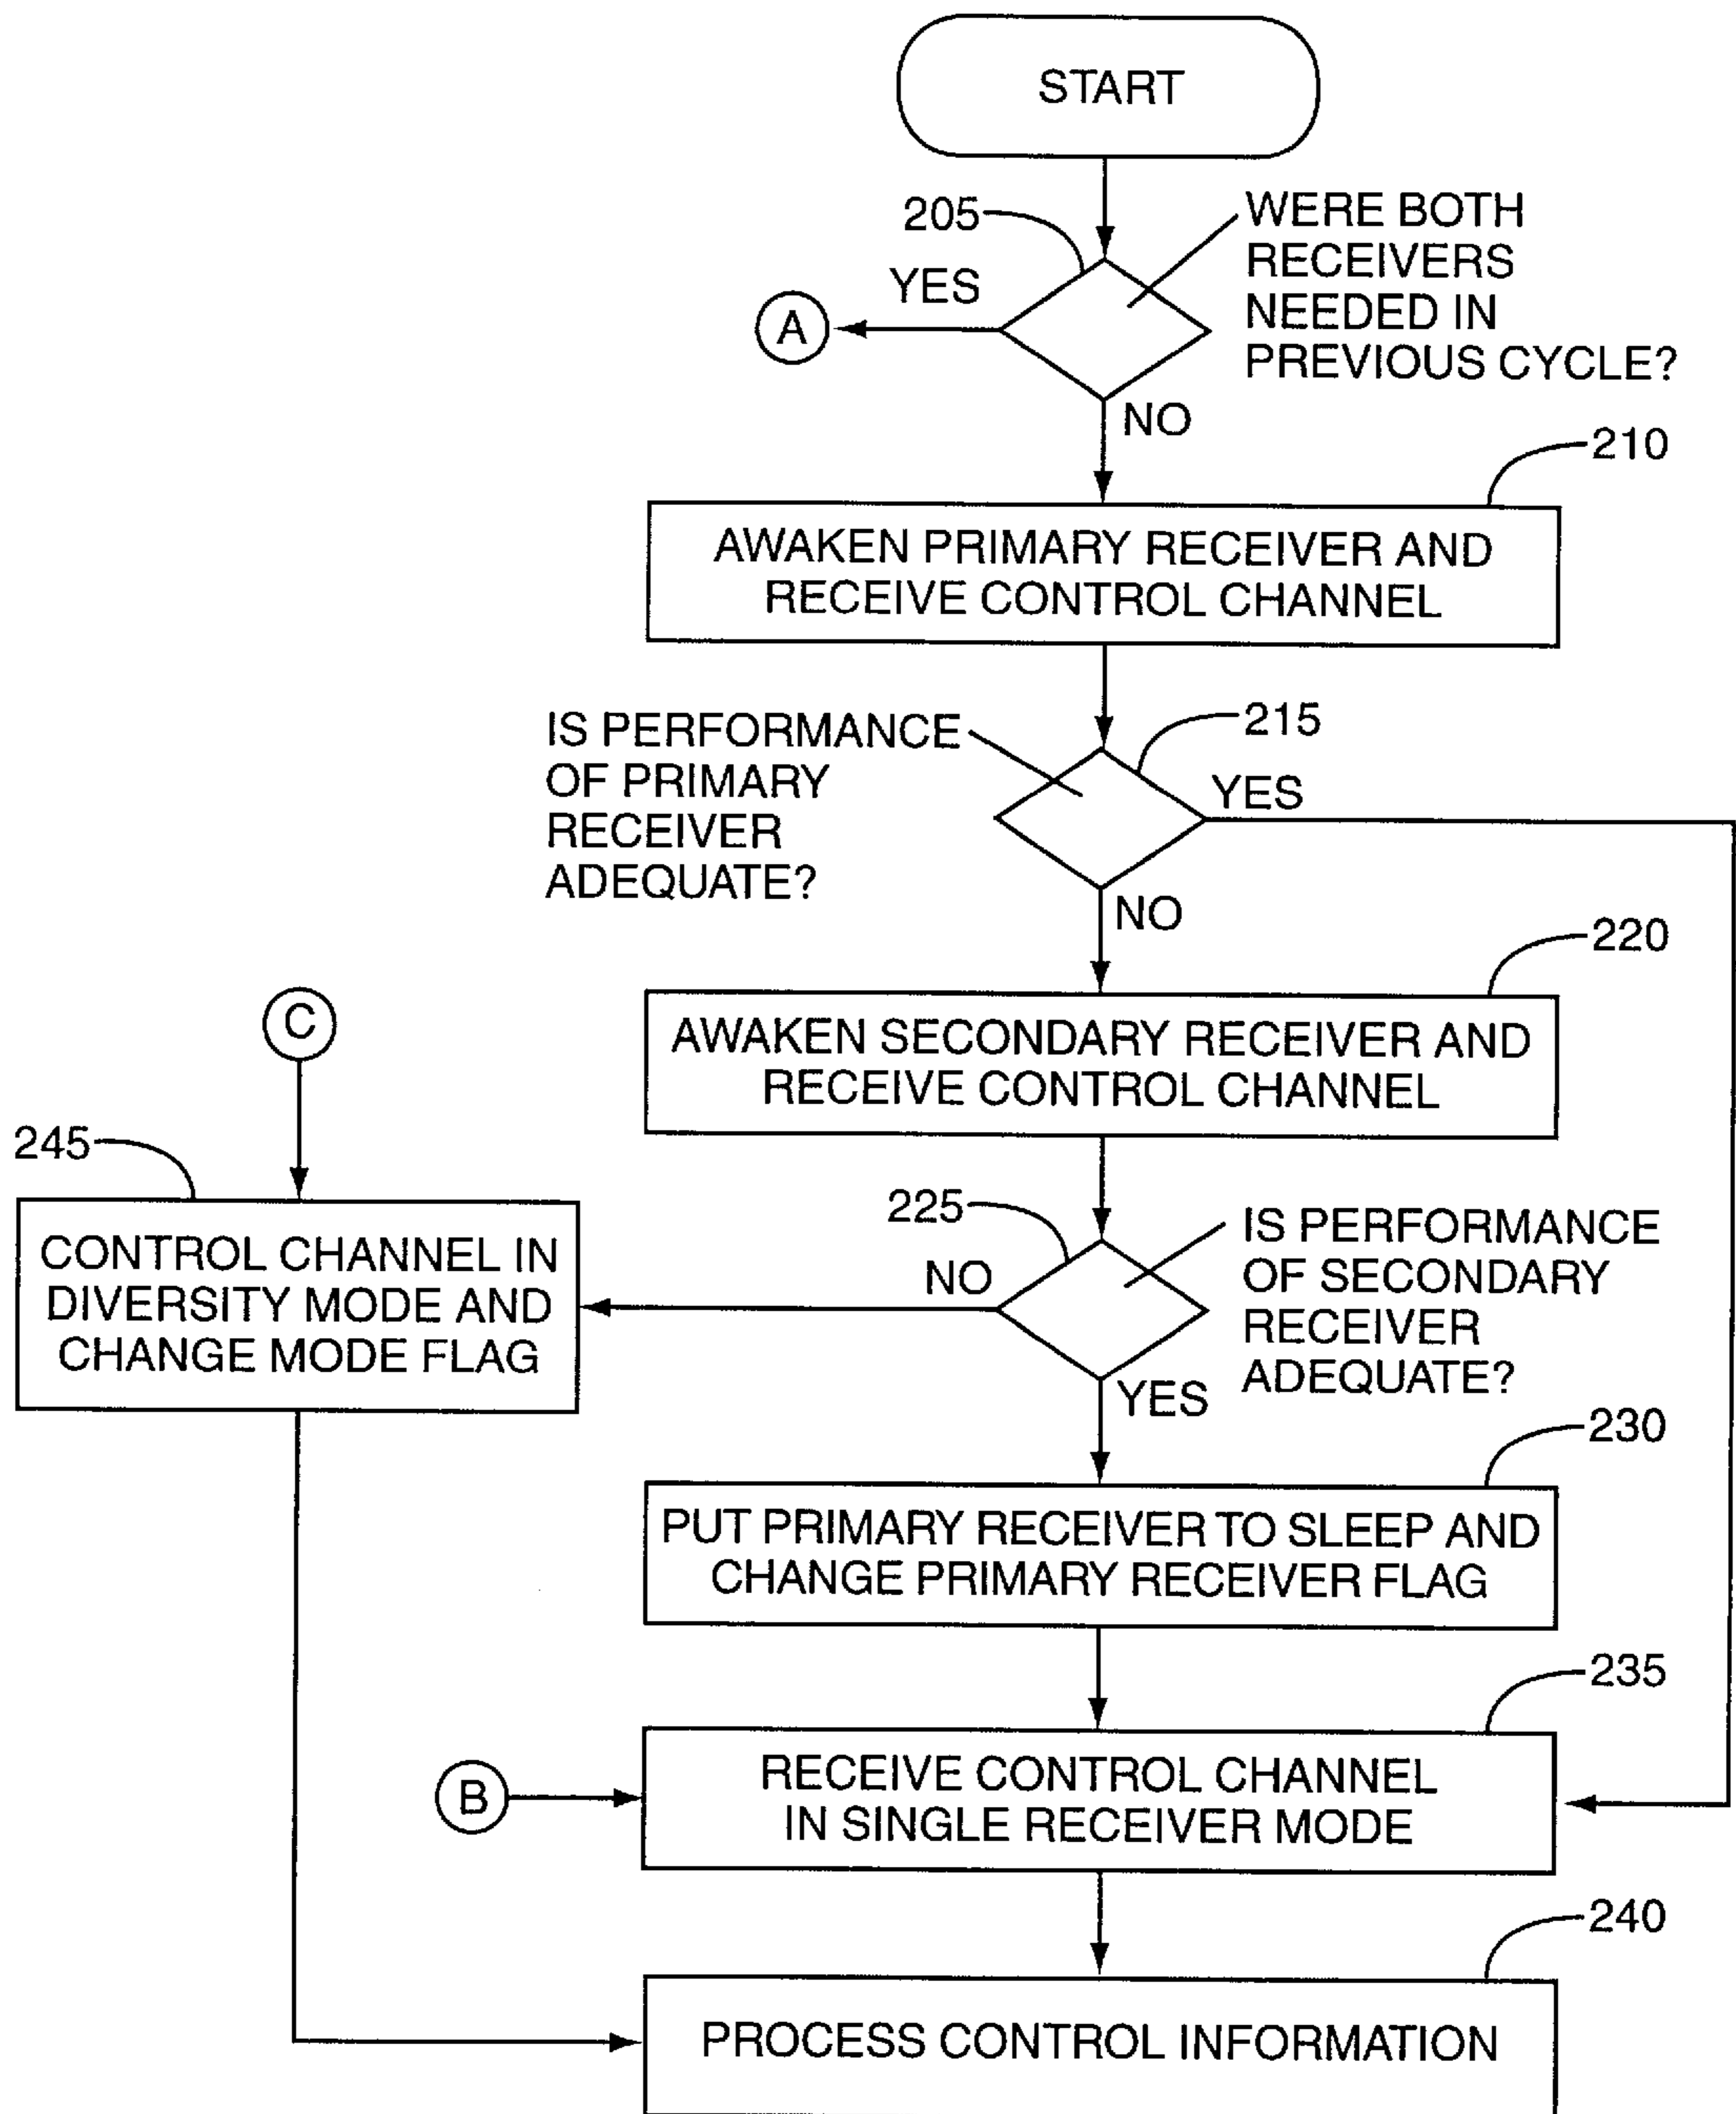 START
205
WERE BOTH
RECEIVERS
NEEDED IN
PREVIOUS CYCLE?
YES
A
NO
210
AWAKEN PRIMARY RECEIVER AND
RECEIVE CONTROL CHANNEL
IS PERFORMANCE
OF PRIMARY
RECEIVER
ADEQUATE?
215
YES
NO
220
AWAKEN SECONDARY RECEIVER AND
RECEIVE CONTROL CHANNEL
C
245
CONTROL CHANNEL IN
DIVERSITY MODE AND
CHANGE MODE FLAG
225
NO
IS PERFORMANCE
OF SECONDARY
RECEIVER
ADEQUATE?
YES
230
PUT PRIMARY RECEIVER TO SLEEP AND
CHANGE PRIMARY RECEIVER FLAG
235
B
RECEIVE CONTROL CHANNEL
IN SINGLE RECEIVER MODE
240
PROCESS CONTROL INFORMATION